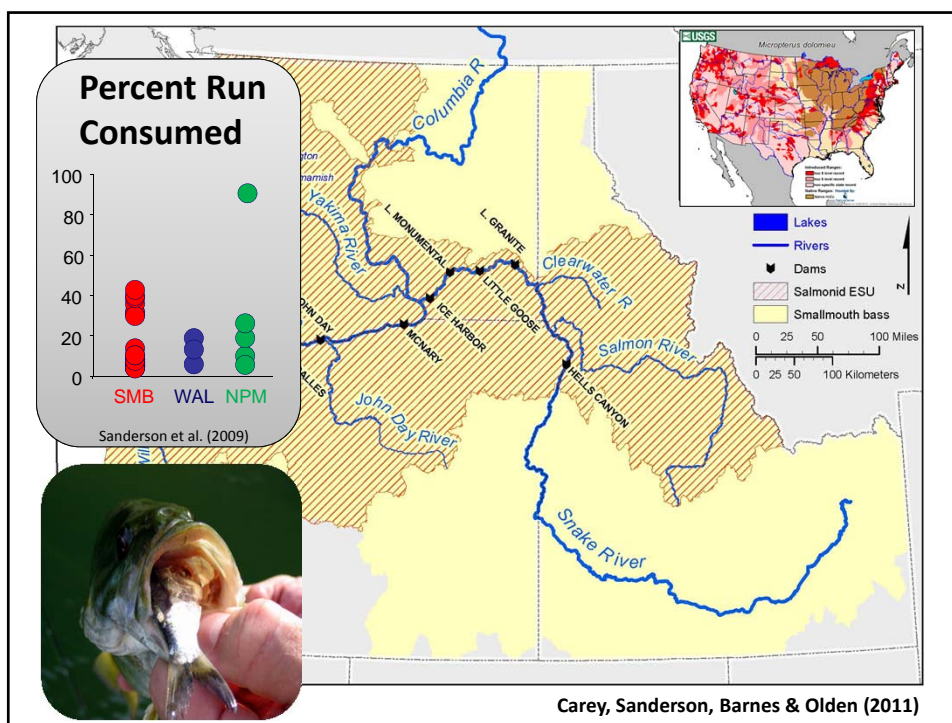 Percent Run
Consumed
100
80
60
40
20
0
SMB WAL NPM
Sanderson et al. (2009)
Columbia R
Yakima River
L. MONUMENTAL
L. GRANITE
LITTLE GOOSE
ICE HARBOR
MCNARY
Clearwater R
Salmon River
HELLS CANYON
John Day River
Snake River
USGS
Micropterus dolomieu
Introduced Ranges:
Lakes
Rivers
Dams
Salmonid ESU
Smallmouth bass
0 25 50 100 Miles
0 25 50 100 Kilometers
N
Carey, Sanderson, Barnes & Olden (2011)